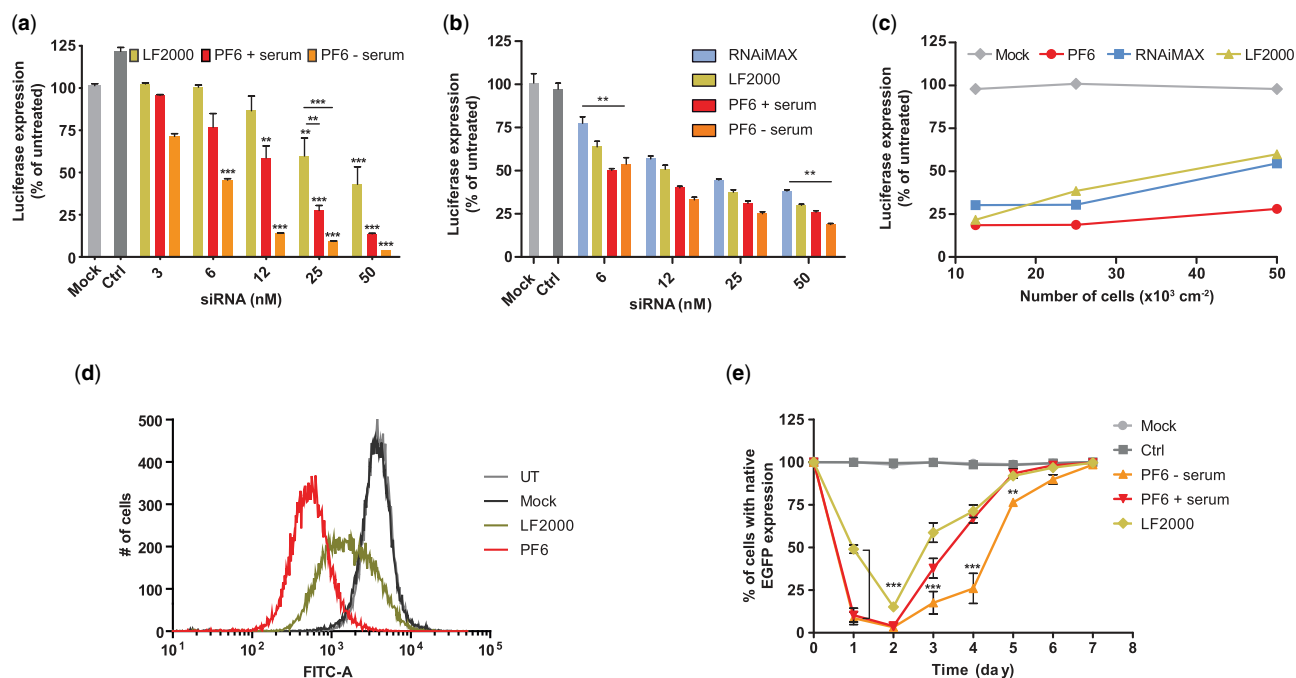 (a)
Luciferase expression
(% of untreated)
125
100
75
50
25
0
LF2000 PF6 + serum PF6 - serum
***
**
** *** ***
*** ** *** ***
*** *** ***
Mock Ctrl 3 6 12 25 50
siRNA (nM)
(b)
Luciferase expression
(% of untreated)
125
100
75
50
25
0
RNAiMAX
LF2000
PF6 + serum
PF6 - serum
**
**
Mock Ctrl 6 12 25 50
siRNA (nM)
(c)
Luciferase expression
(% of untreated)
125
100
75
50
25
0
Mock PF6 RNAiMAX LF2000
10 20 30 40 50
Number of cells (x10³ cm⁻²)
(d)
# of cells
500
400
300
200
100
0
UT
Mock
LF2000
PF6
10¹ 10² 10³ 10⁴ 10⁵
FITC-A
(e)
% of cells with native
EGFP expression
125
100
75
50
25
0
Mock
Ctrl
PF6 - serum
PF6 + serum
LF2000
**
***
*** ***
0 1 2 3 4 5 6 7 8
Time (day)